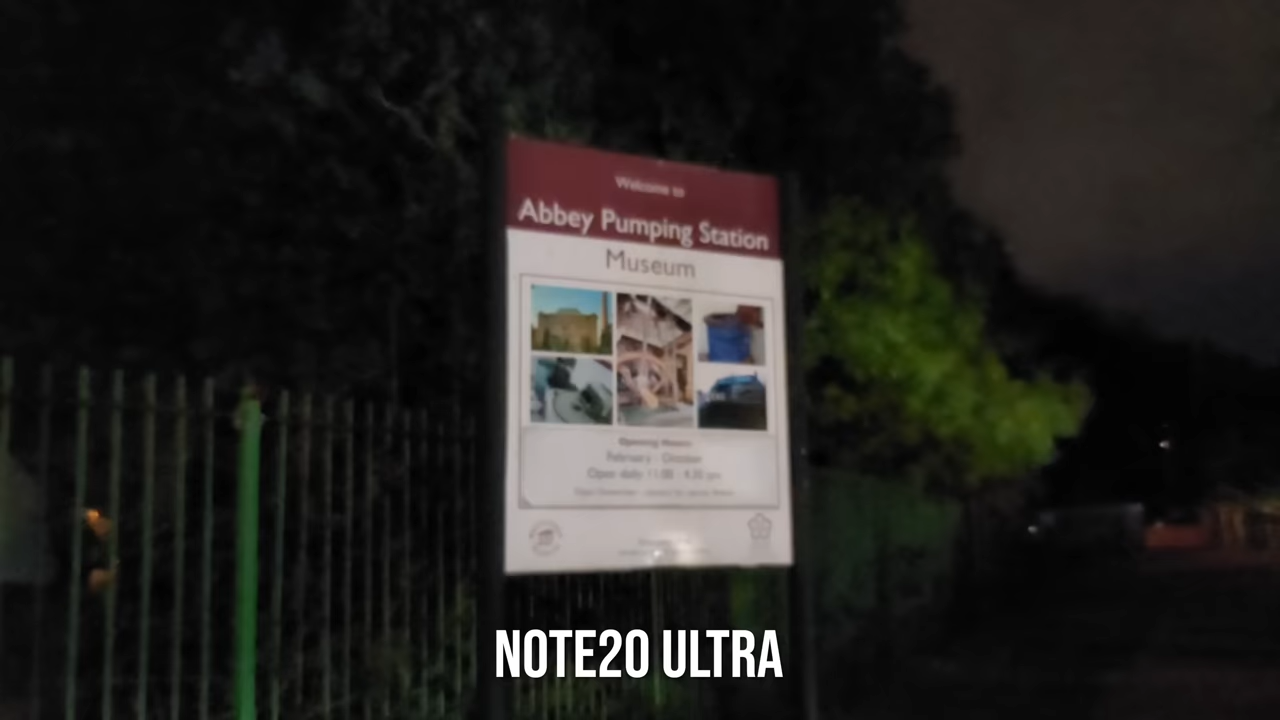 Welcome to
Abbey Pumping Station
Museum
Opening Hours
February - October
Open daily 11.00 - 4.30 pm
NOTE20 ULTRA